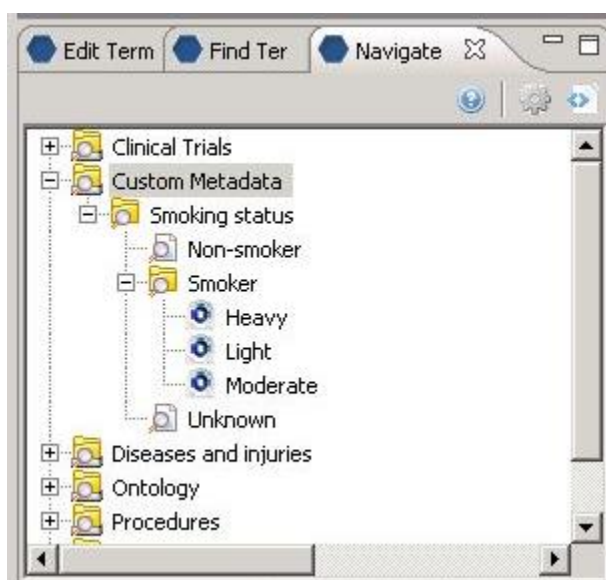 Edit Term Find Ter Navigate
Clinical Trials
Custom Metadata
Smoking status
Non-smoker
Smoker
Heavy
Light
Moderate
Unknown
Diseases and injuries
Ontology
Procedures